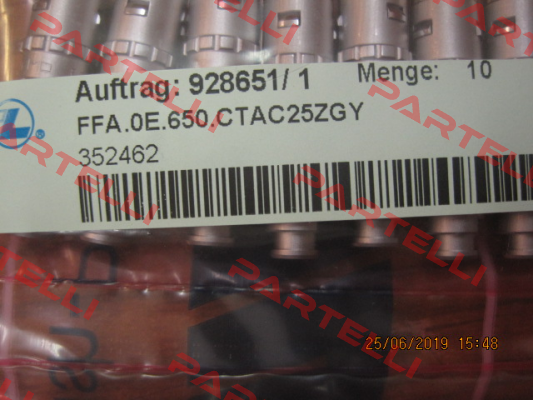 Auftrag: 928651/ 1 Menge: 10
FFA.0E.650.CTAC25ZGY
352462
PARTELLI
PARTELLI
PARTELLI
PARTELLI
PARTELLI
25/06/2019 15:48